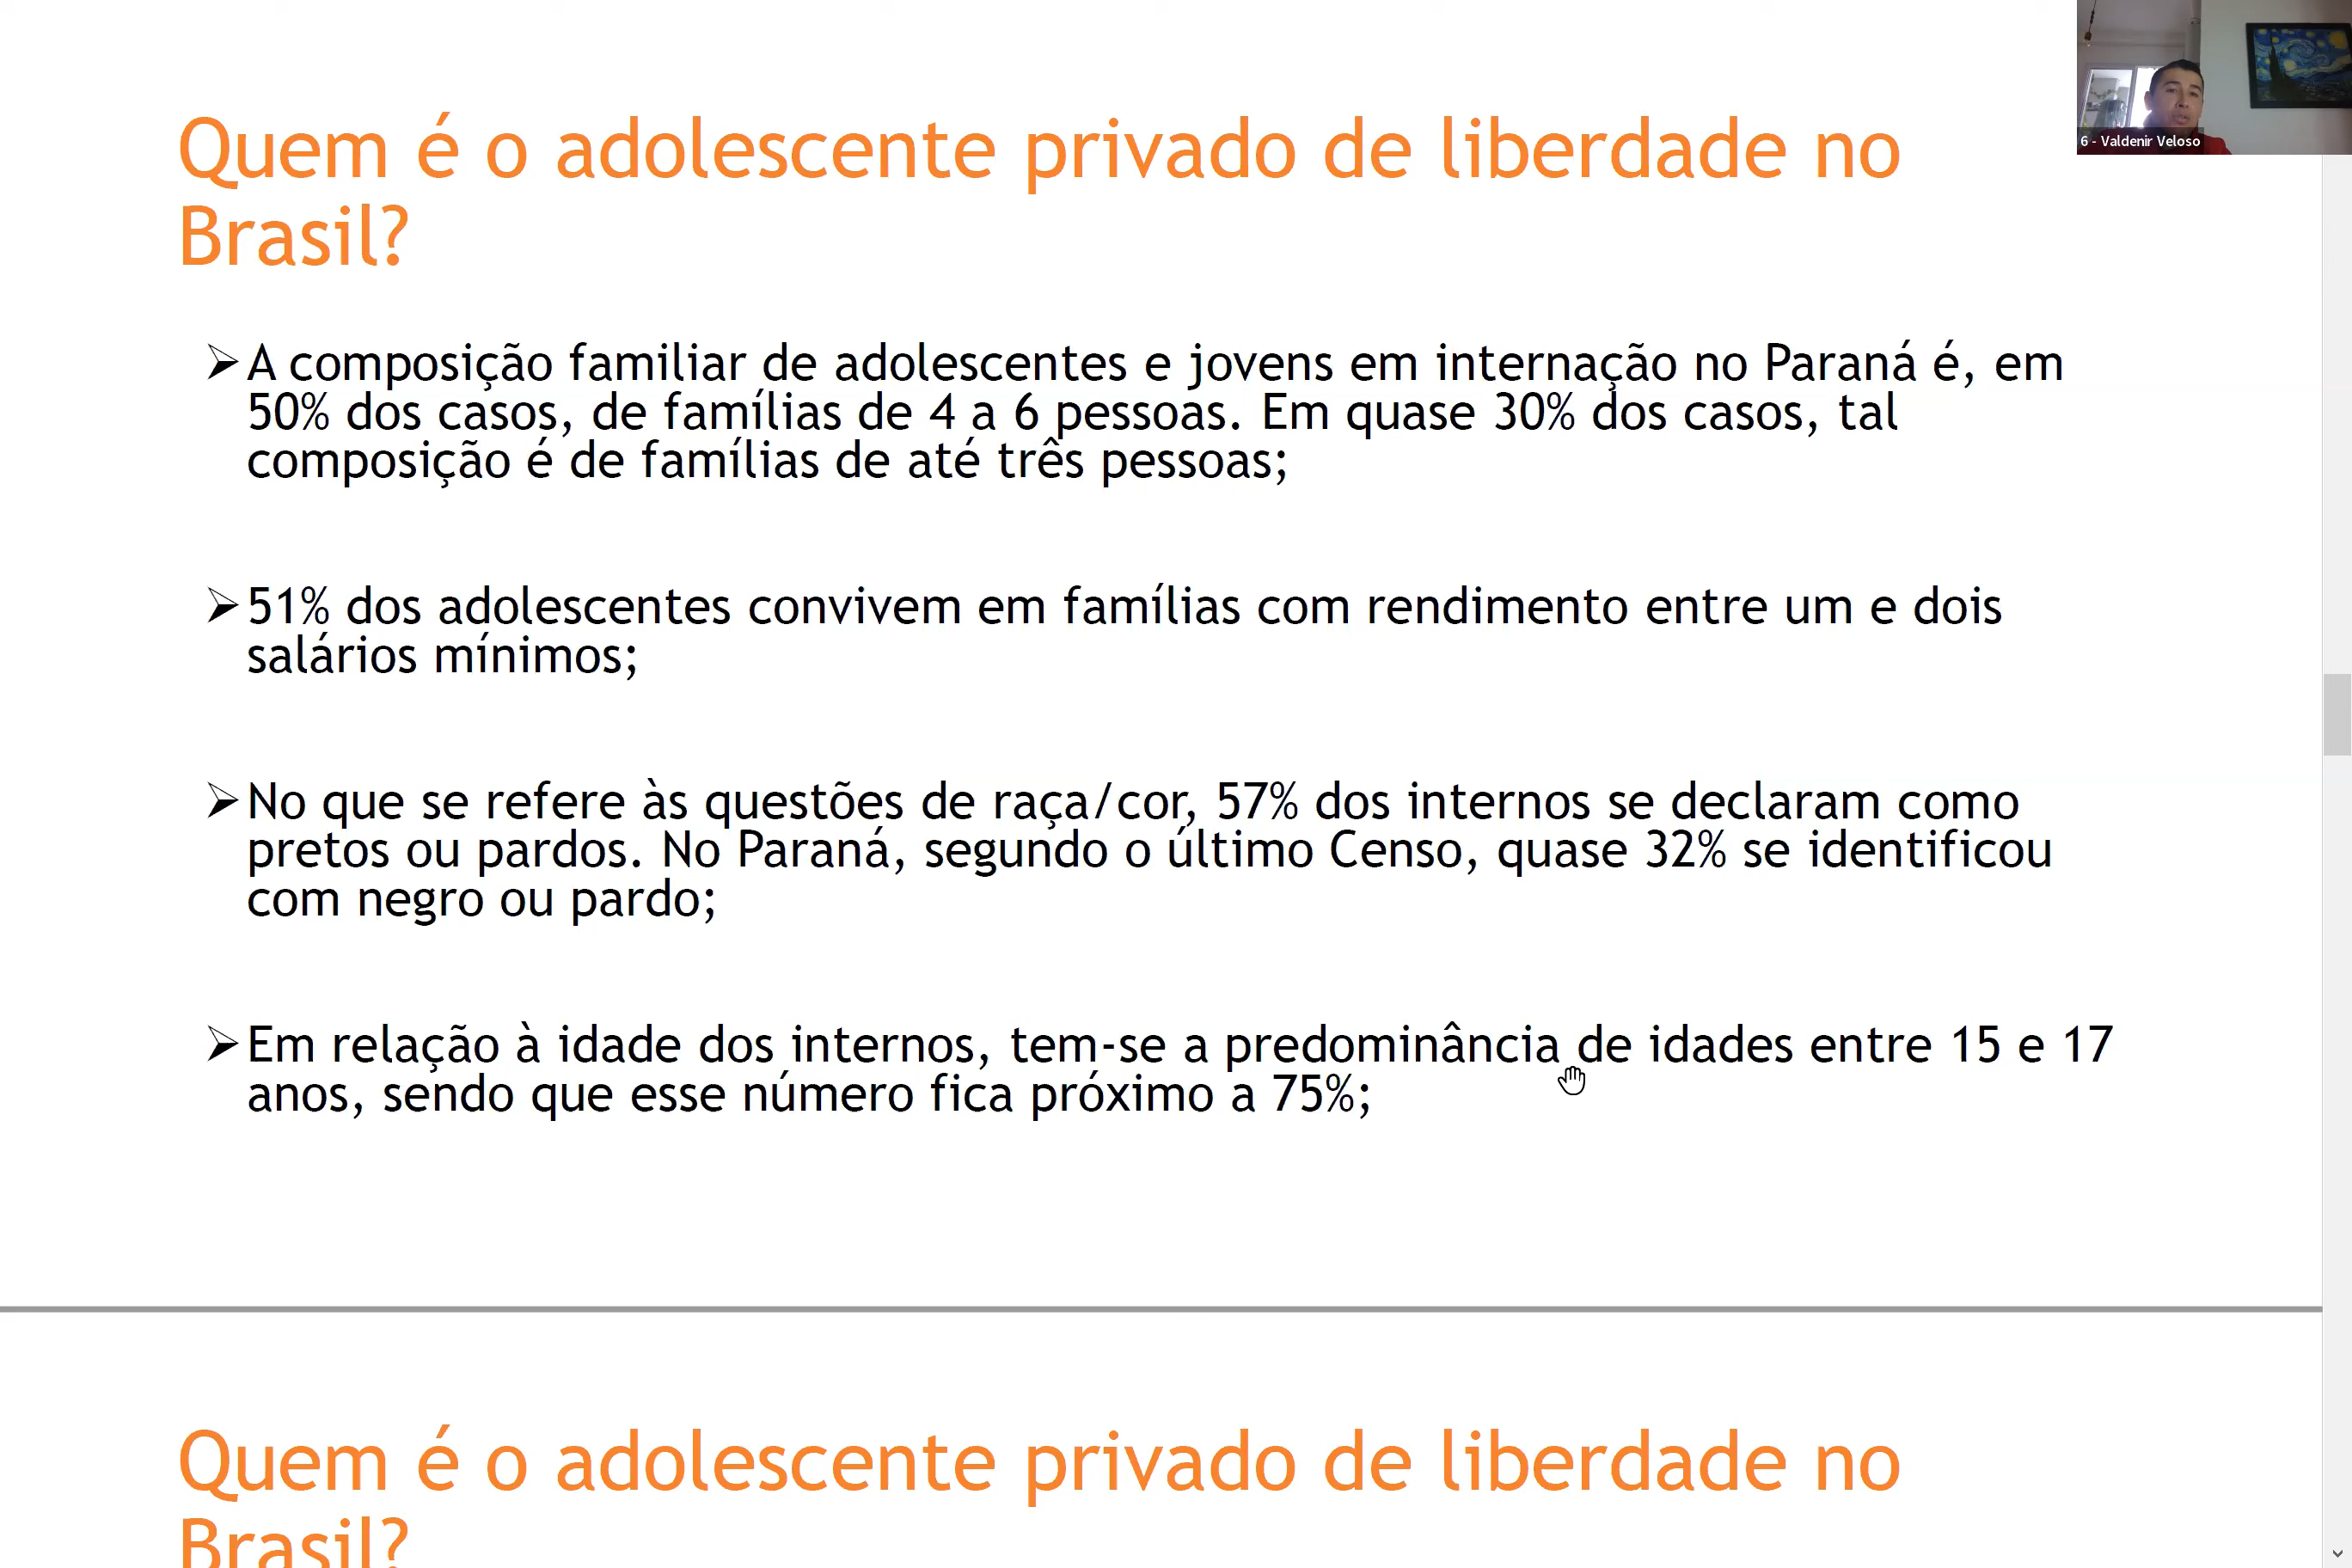 6 - Valdenir Veloso
Quem é o adolescente privado de liberdade no
Brasil?
➢A composição familiar de adolescentes e jovens em internação no Paraná é, em
50% dos casos, de famílias de 4 a 6 pessoas. Em quase 30% dos casos, tal
composição é de famílias de até três pessoas;
➢51% dos adolescentes convivem em famílias com rendimento entre um e dois
salários mínimos;
➢No que se refere às questões de raça/cor, 57% dos internos se declaram como
pretos ou pardos. No Paraná, segundo o último Censo, quase 32% se identificou
com negro ou pardo;
➢Em relação à idade dos internos, tem-se a predominância de idades entre 15 e 17
anos, sendo que esse número fica próximo a 75%;
Quem é o adolescente privado de liberdade no
Brasil?